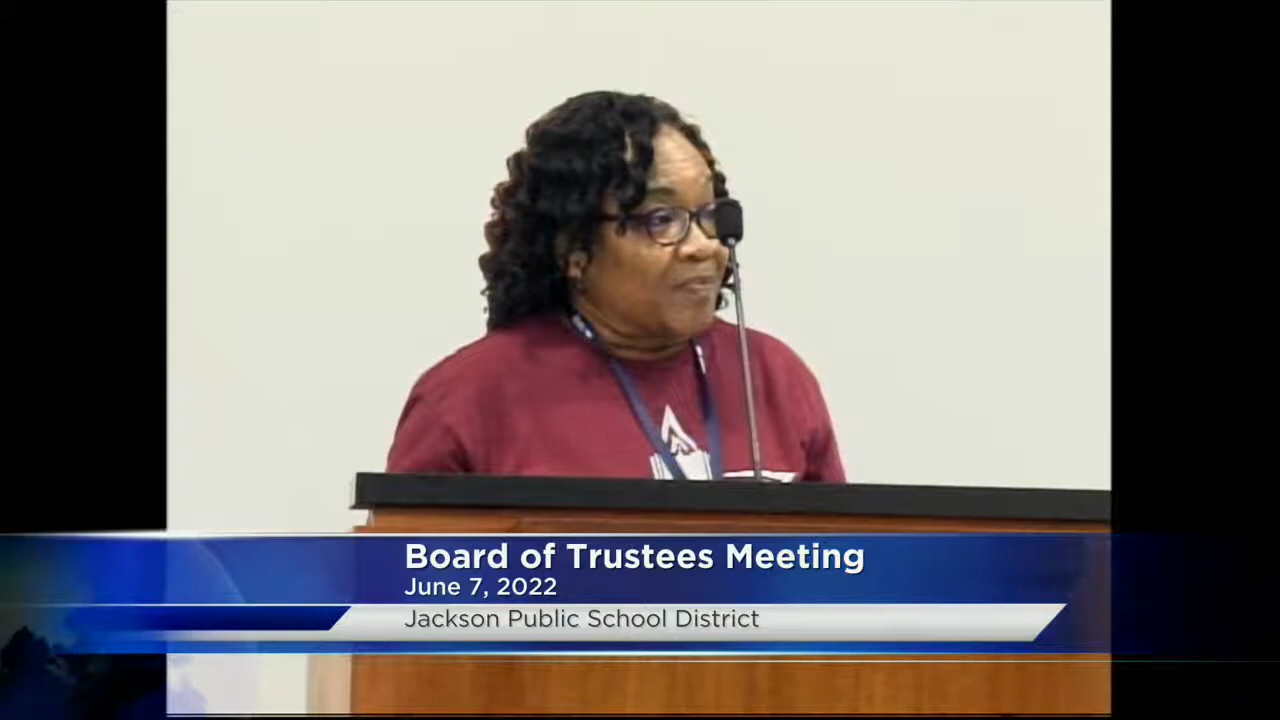 Board of Trustees Meeting
June 7, 2022
Jackson Public School District